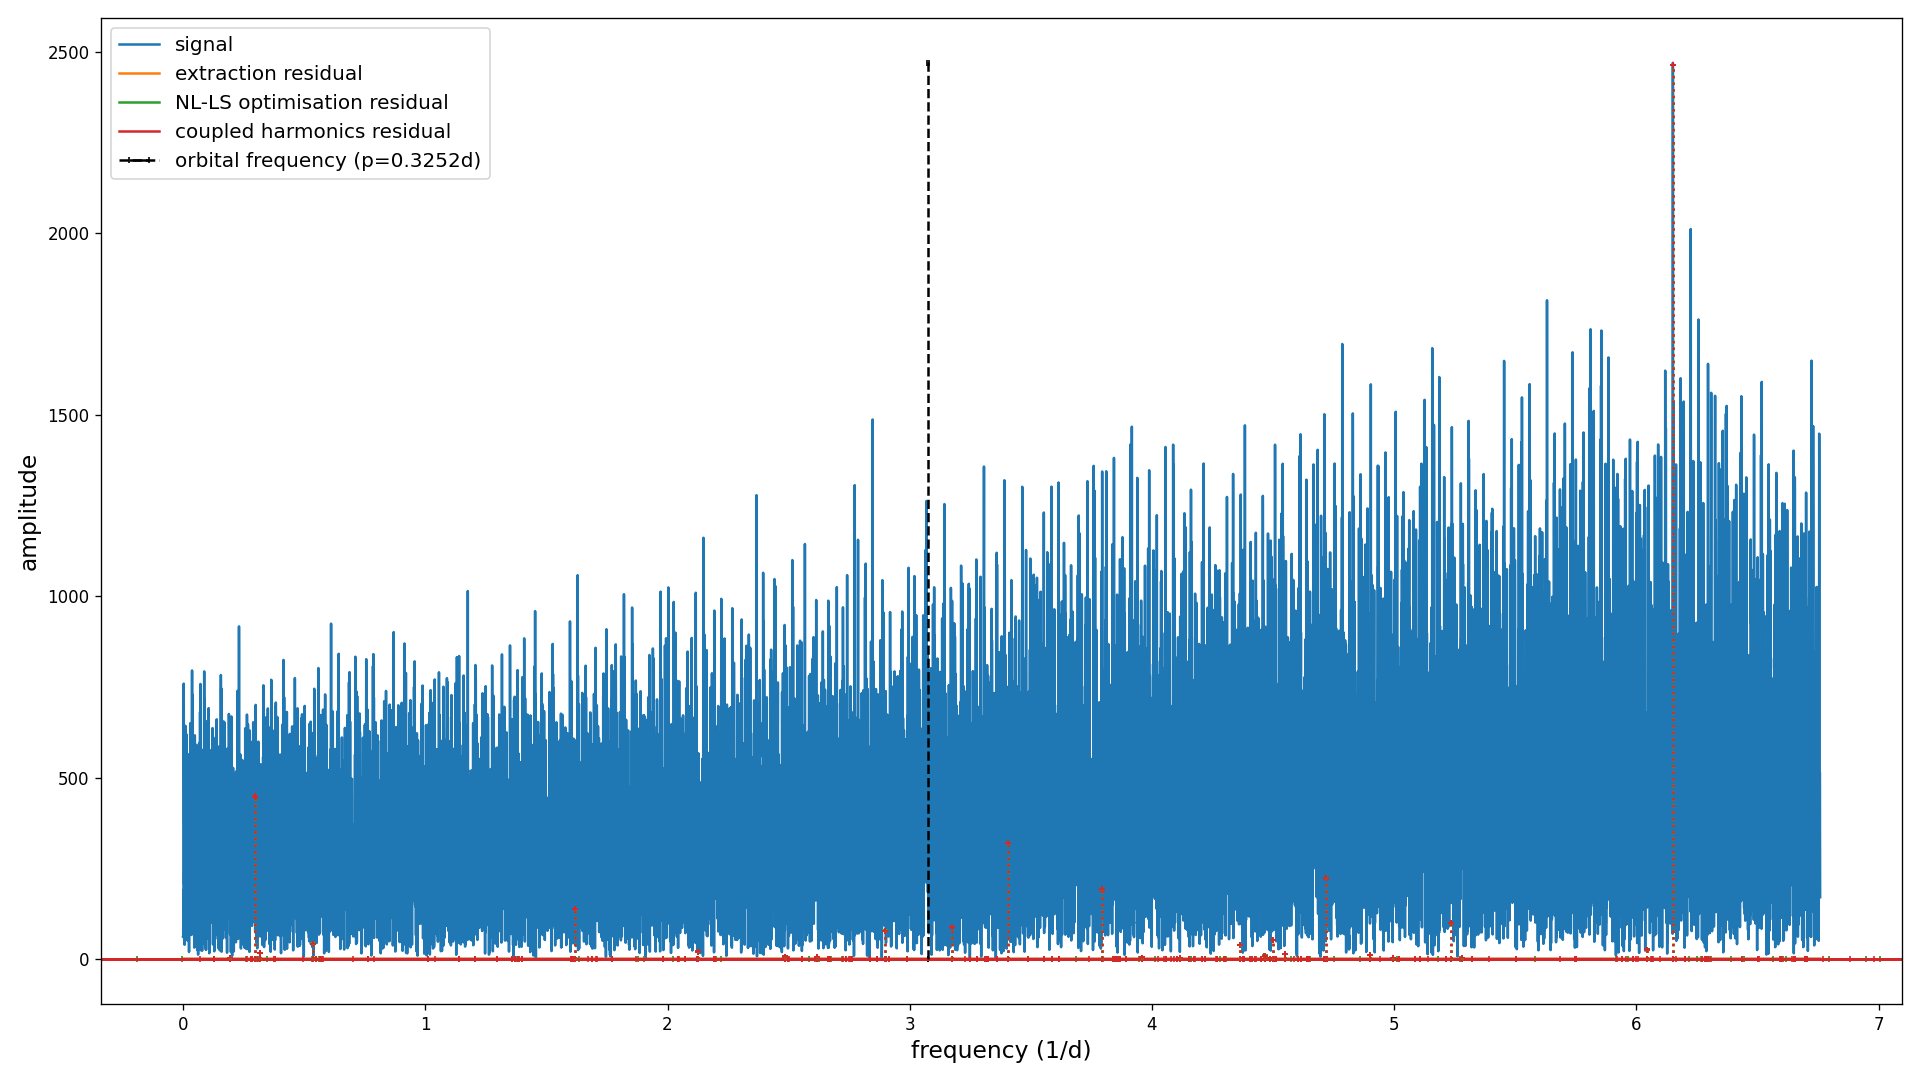 signal
extraction residual
NL-LS optimisation residual
coupled harmonics residual
orbital frequency (p=0.3252d)
2500
2000
1500
1000
500
0
amplitude
0 1 2 3 4 5 6 7
frequency (1/d)